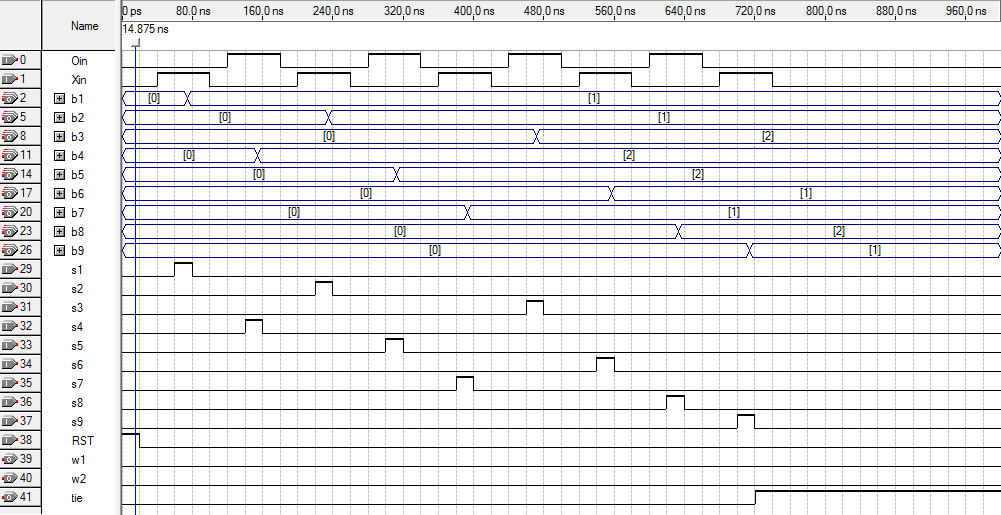 Name
0 ps 80.0 ns 160.0 ns 240.0 ns 320.0 ns 400.0 ns 480.0 ns 560.0 ns 640.0 ns 720.0 ns 800.0 ns 880.0 ns 960.0 ns
14.875 ns
0 Oin
1 Xin
2 b1 [0] [1]
5 b2 [0] [1]
8 b3 [0] [2]
11 b4 [0] [2]
14 b5 [0] [2]
17 b6 [0] [1]
20 b7 [0] [1]
23 b8 [0] [2]
26 b9 [0] [1]
29 s1
30 s2
31 s3
32 s4
33 s5
34 s6
35 s7
36 s8
37 s9
38 RST
39 w1
40 w2
41 tie